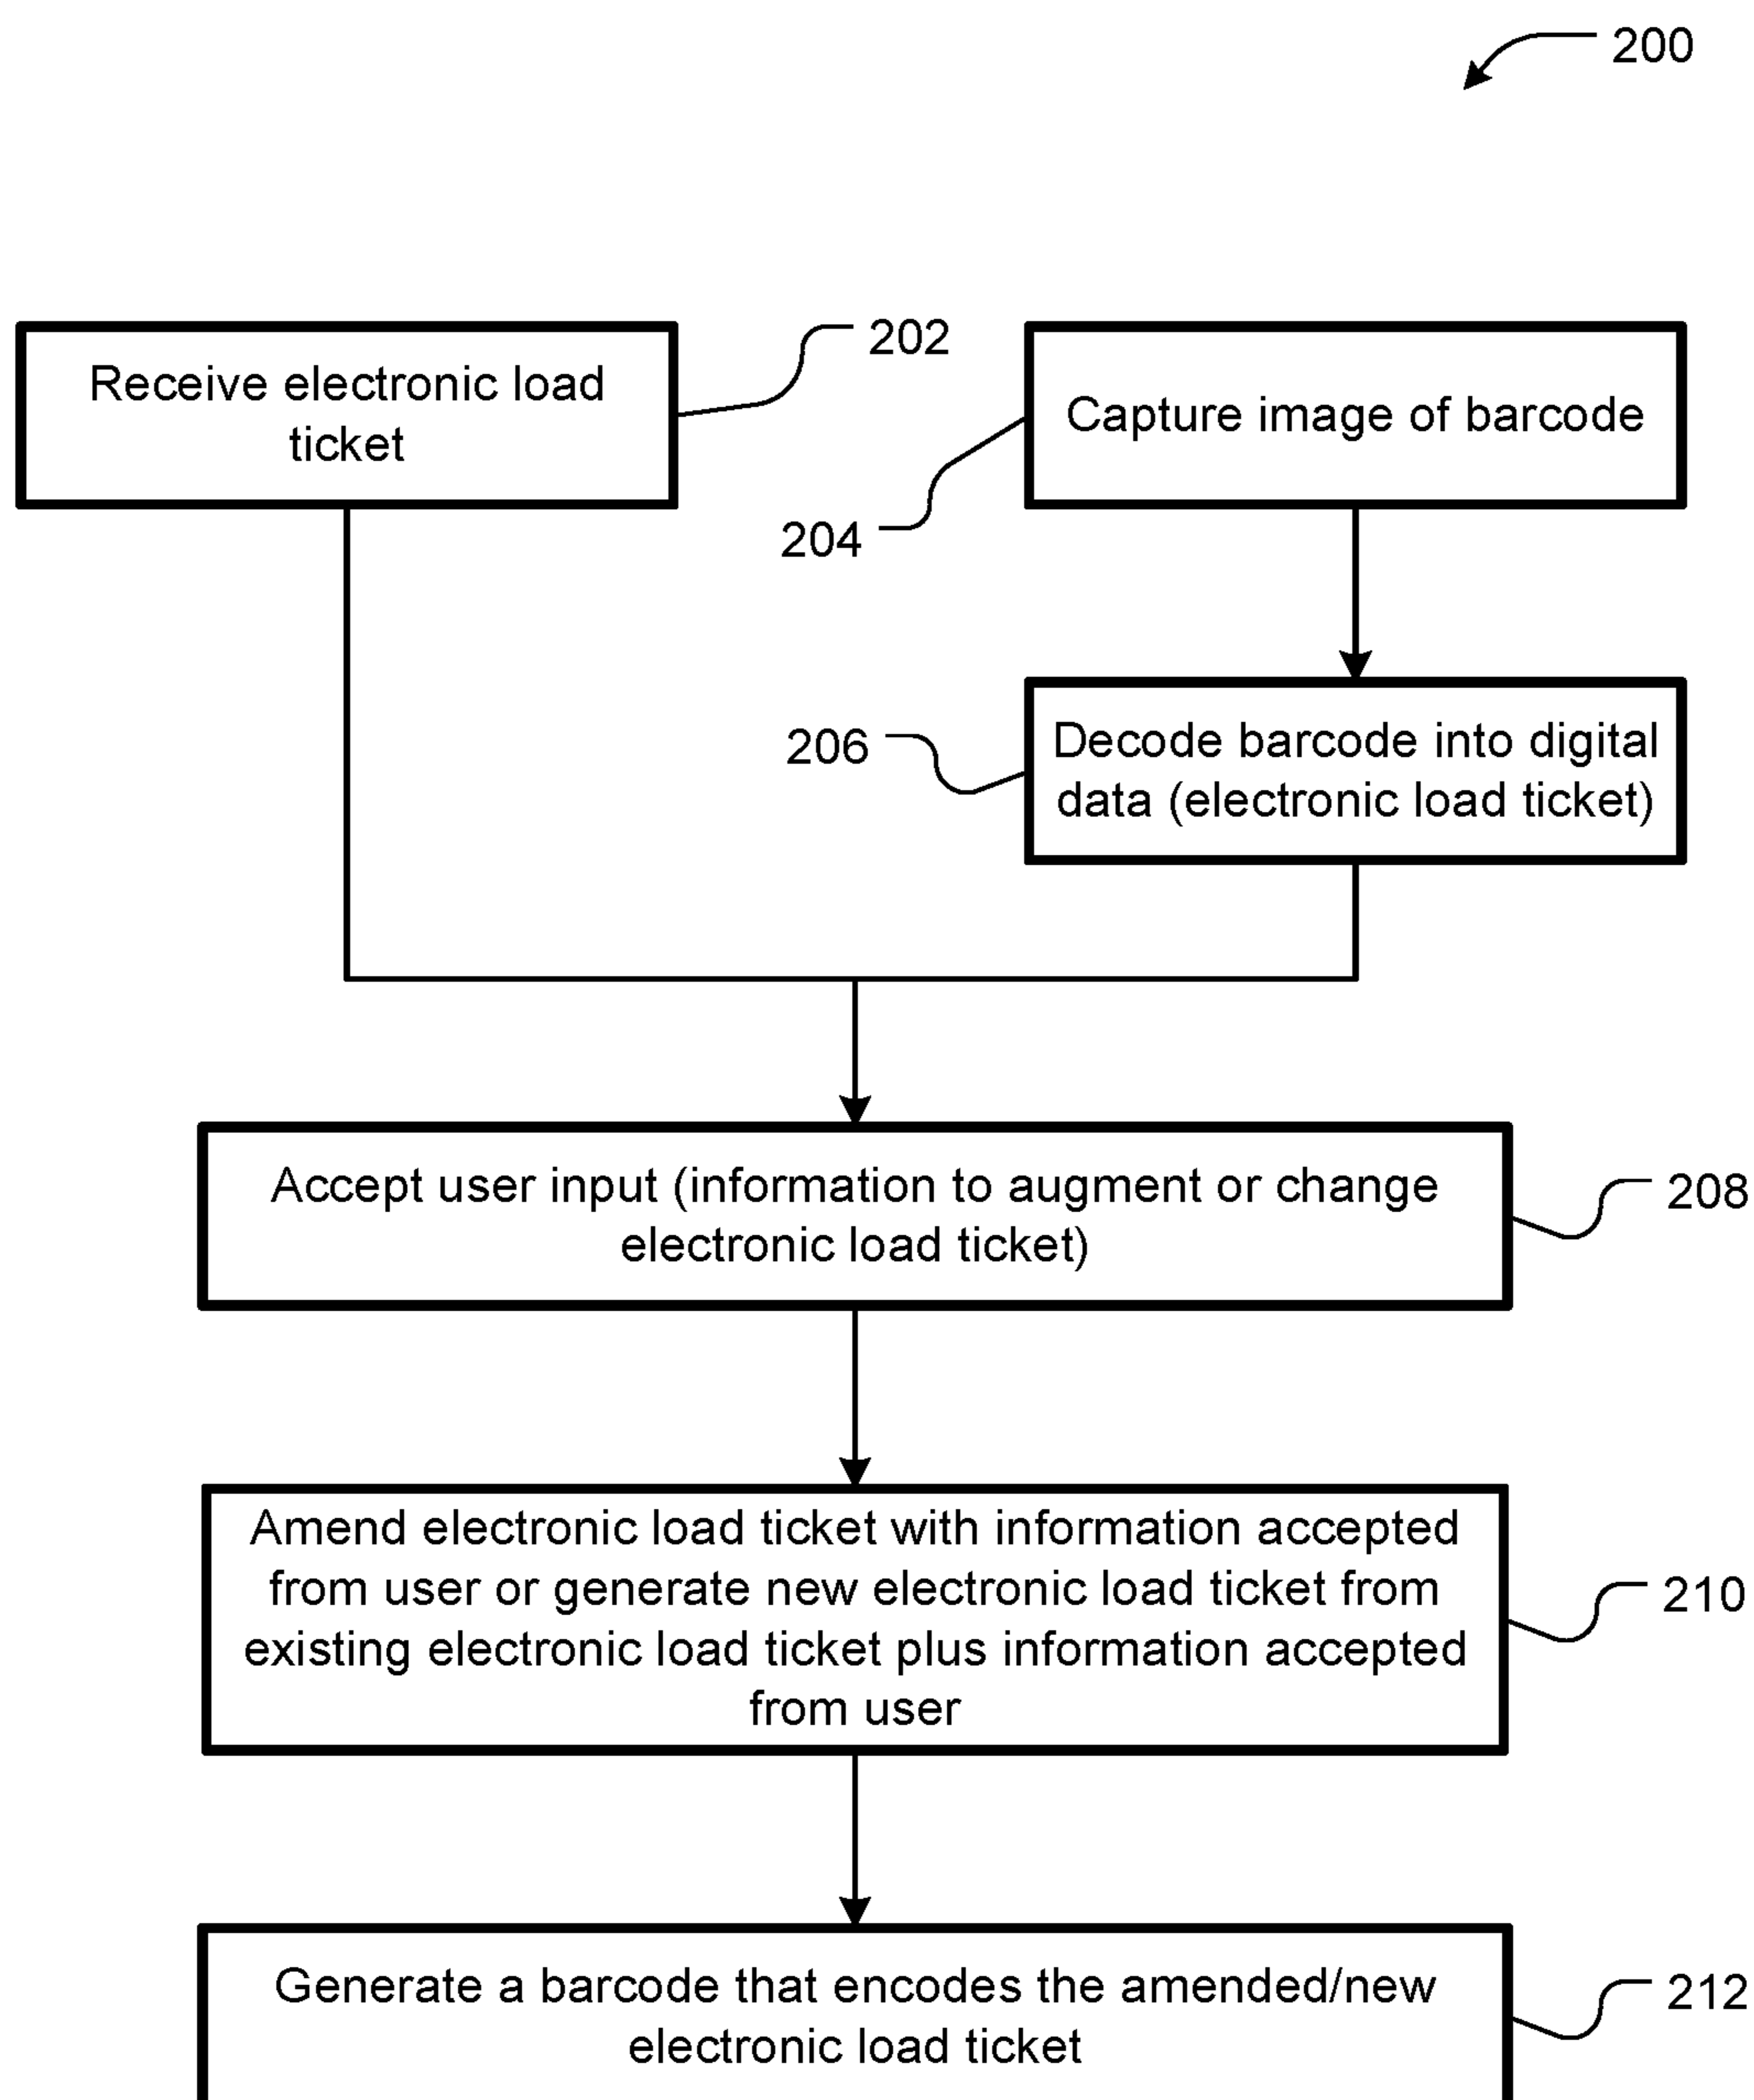 200
Receive electronic load
ticket
202
Capture image of barcode
204
206
Decode barcode into digital
data (electronic load ticket)
Accept user input (information to augment or change
electronic load ticket)
208
Amend electronic load ticket with information accepted
from user or generate new electronic load ticket from
existing electronic load ticket plus information accepted
from user
210
Generate a barcode that encodes the amended/new
electronic load ticket
212